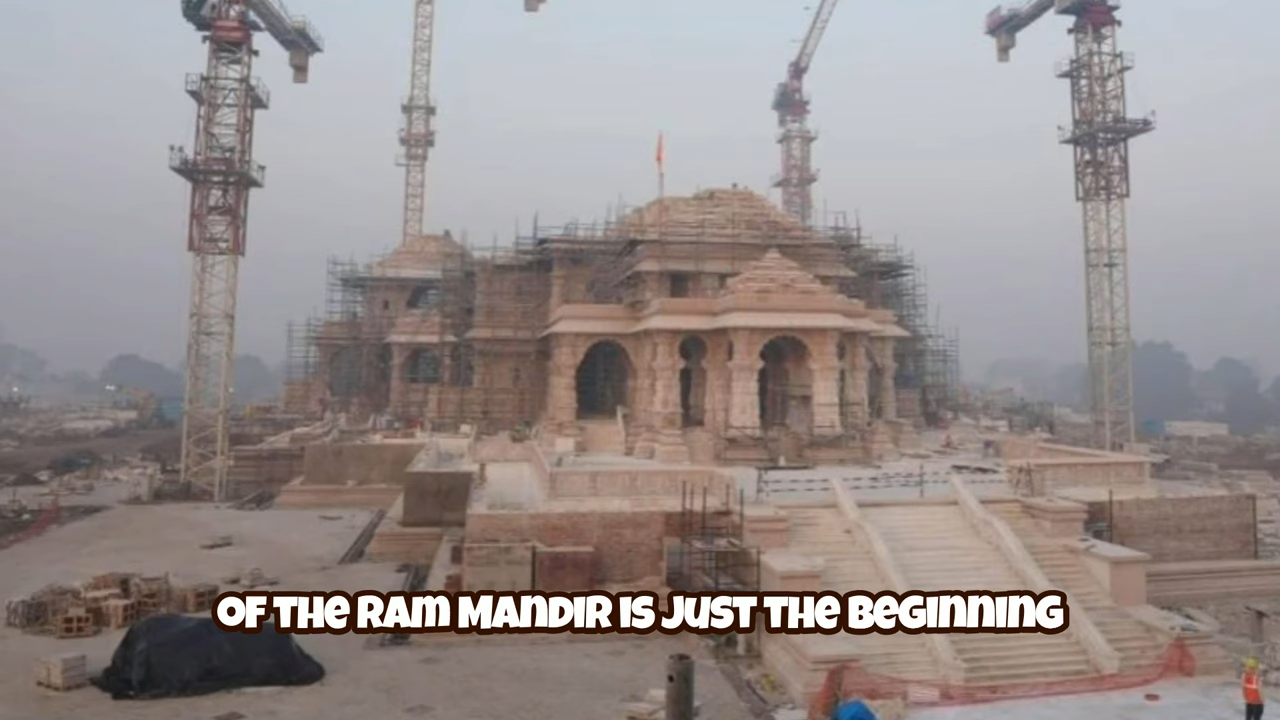 OF THE RAM MANDIR IS JUST THE BEGINNING